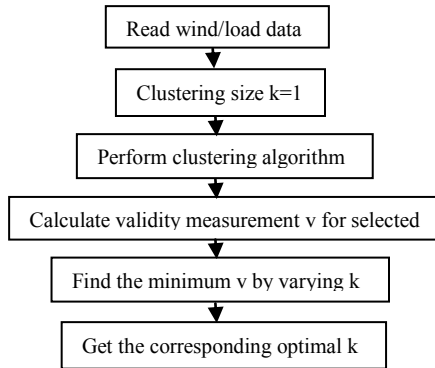 Read wind/load data
Clustering size k=1
Perform clustering algorithm
Calculate validity measurement v for selected
Find the minimum v by varying k
Get the corresponding optimal k